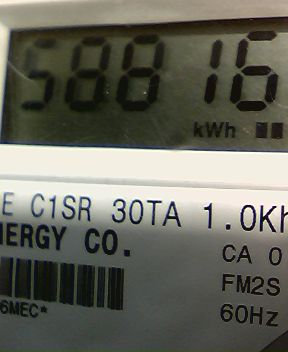 58816
kWh
E C1SR 30TA 1.0Kh
NERGY CO.
CA 0
FM2S
6MEC*
60Hz